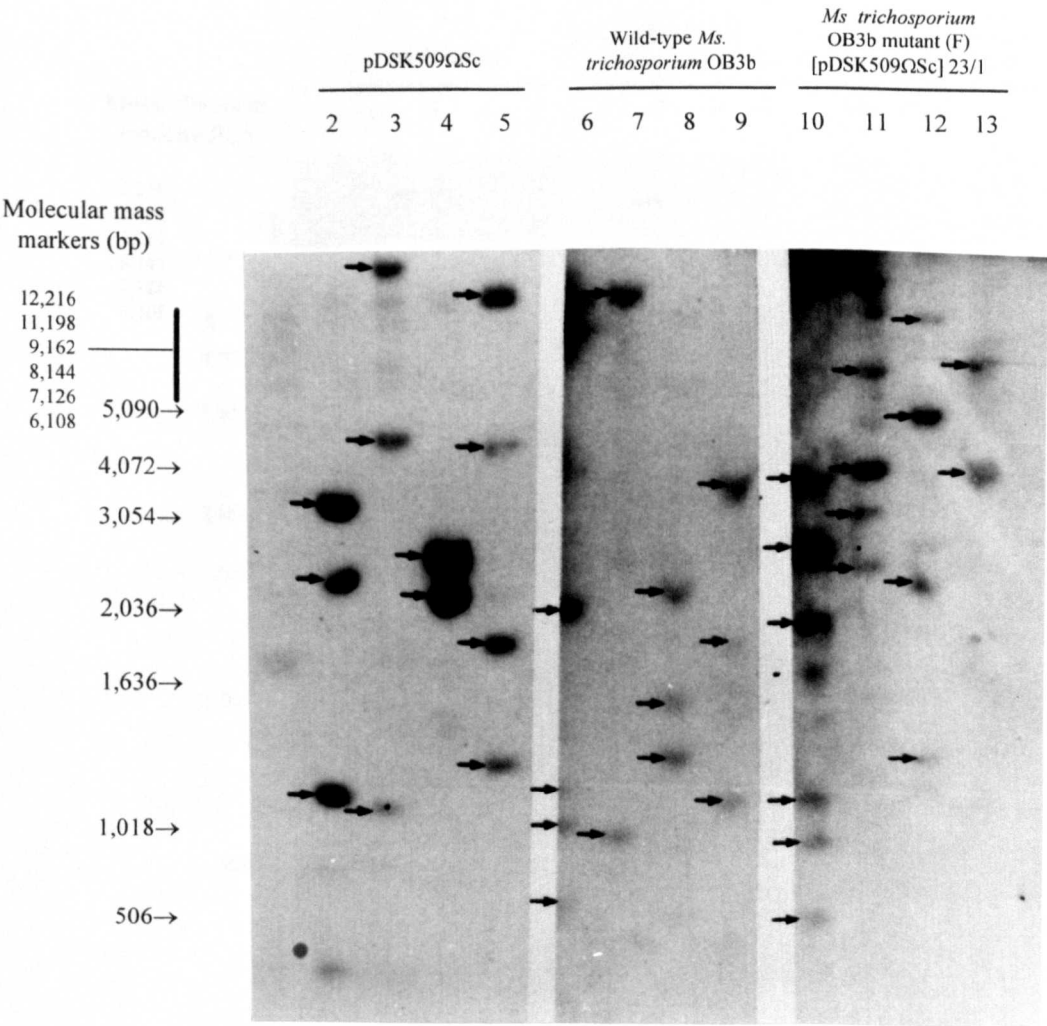 pDSK509ΩSc
Wild-type Ms.
trichosporium OB3b
Ms trichosporium
OB3b mutant (F)
[pDSK509ΩSc] 23/1
2 3 4 5 6 7 8 9 10 11 12 13
Molecular mass
markers (bp)
12,216
11,198
9,162
8,144
7,126
6,108
5,090→
4,072→
3,054→
2,036→
1,636→
1,018→
506→